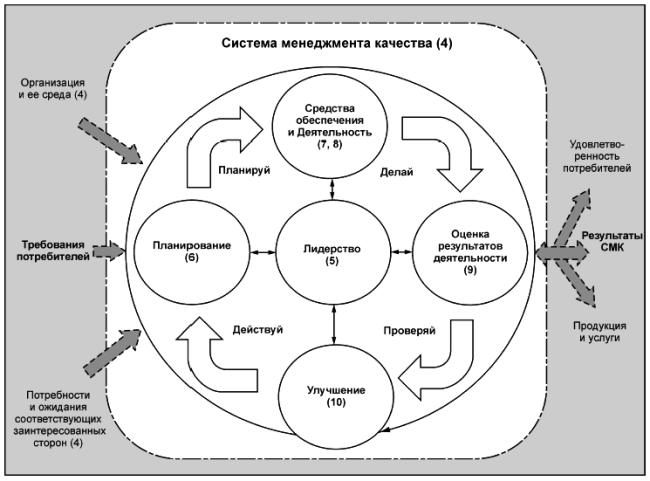 Система менеджмента качества (4)
Организация
и ее среда (4)
Средства
обеспечения
и Деятельность
(7, 8)
Планируй
Делай
Удовлетво-
ренность
потребителей
Требования
потребителей
Планирование
(6)
Лидерство
(5)
Оценка
результатов
деятельности
(9)
Результаты
СМК
Действуй
Проверяй
Продукция
и услуги
Улучшение
(10)
Потребности
и ожидания
соответствующих
заинтересованных
сторон (4)